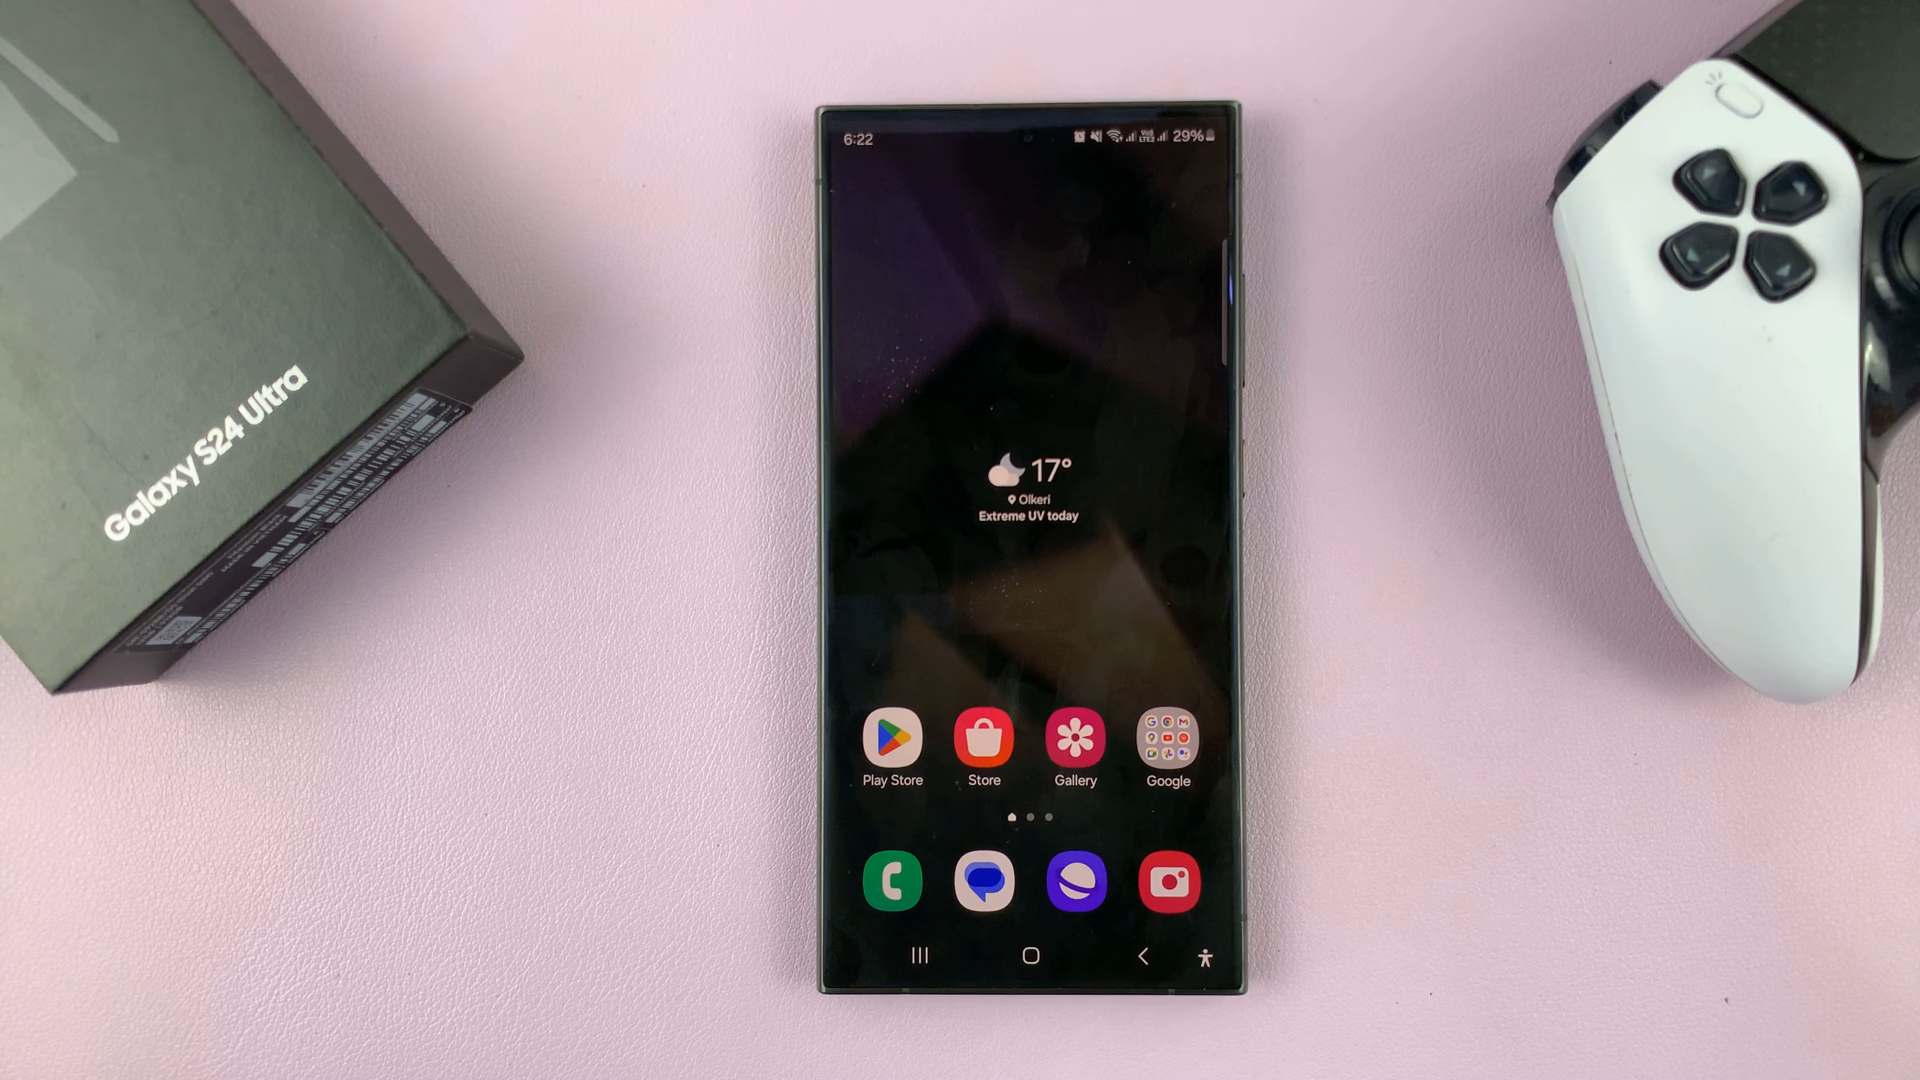 Galaxy S24 Ultra
6:22
29%
17°
Olkeri
Extreme UV today
Play Store
Store
Gallery
Google